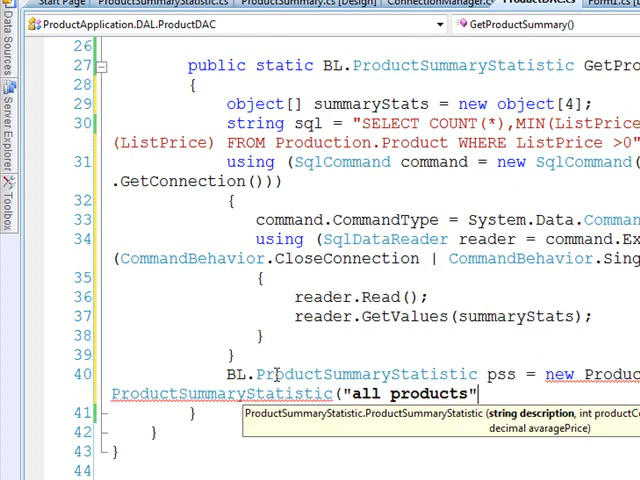 Start Page ProductSummaryStatistic.cs ProductSummary.cs [Design] ConnectionManager.cs ProductDAC.cs Form1.cs [Design]
ProductApplication.DAL.ProductDAC GetProductSummary()
Data Sources
Server Explorer
Toolbox
26
27 public static BL.ProductSummaryStatistic GetPro
28 {
29 object[] summaryStats = new object[4];
30 string sql = "SELECT COUNT(*),MIN(ListPrice
(ListPrice) FROM Production.Product WHERE ListPrice >0"
31 using (SqlCommand command = new SqlCommand(
.GetConnection()))
32 {
33 command.CommandType = System.Data.Comma
34 using (SqlDataReader reader = command.Ex
(CommandBehavior.CloseConnection | CommandBehavior.Sing
35 {
36 reader.Read();
37 reader.GetValues(summaryStats);
38 }
39 }
40 BL.ProductSummaryStatistic pss = new Produc
ProductSummaryStatistic("all products"
ProductSummaryStatistic.ProductSummaryStatistic (string description, int productCo
decimal avaragePrice)
41 }
42 }
43 }
44